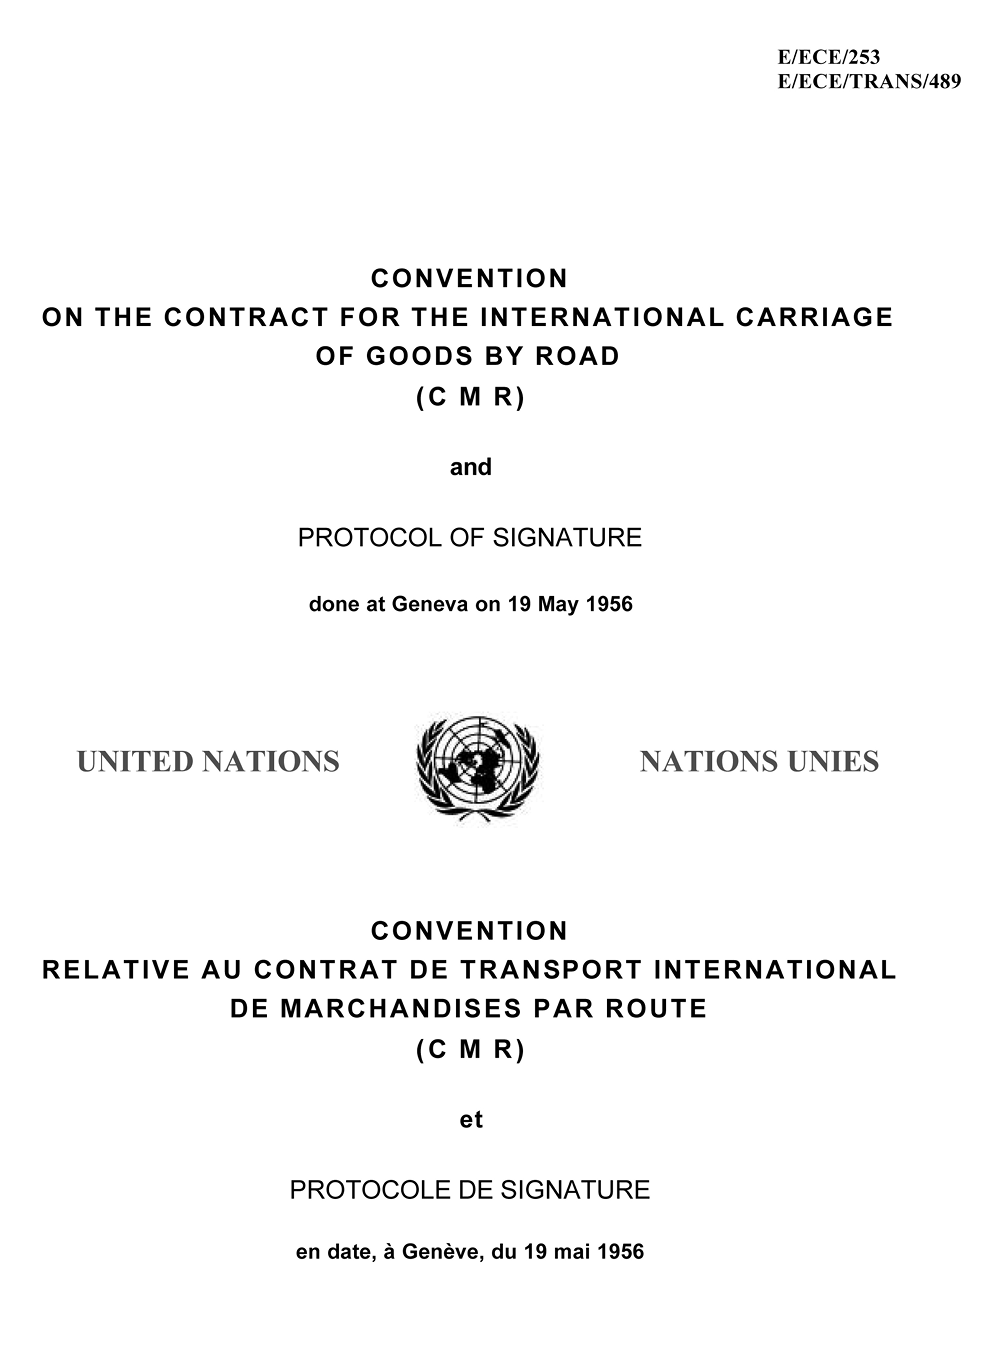 E/ECE/253
E/ECE/TRANS/489
CONVENTION
ON THE CONTRACT FOR THE INTERNATIONAL CARRIAGE
OF GOODS BY ROAD
(C M R)
and
PROTOCOL OF SIGNATURE
done at Geneva on 19 May 1956
UNITED NATIONS NATIONS UNIES
CONVENTION
RELATIVE AU CONTRAT DE TRANSPORT INTERNATIONAL
DE MARCHANDISES PAR ROUTE
(C M R)
et
PROTOCOLE DE SIGNATURE
en date, à Genève, du 19 mai 1956